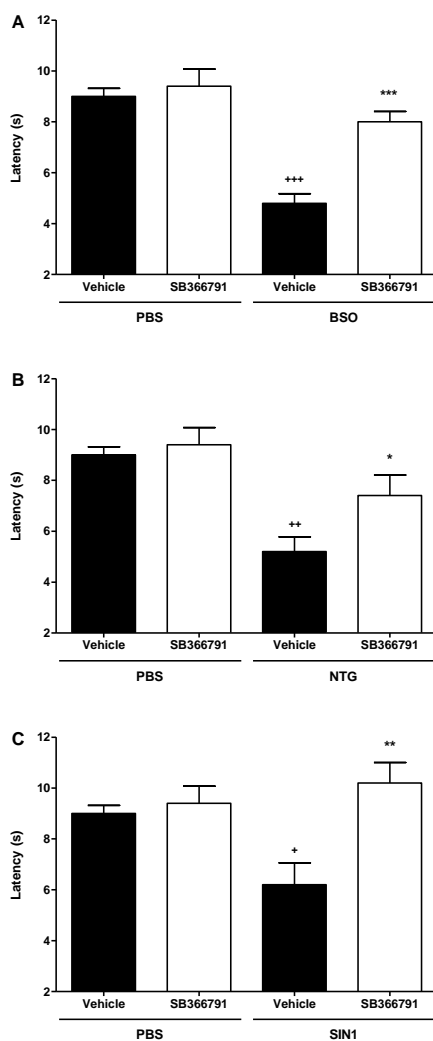 A
Latency (s)
12
10
8
6
4
2
***
+++
Vehicle SB366791 Vehicle SB366791
PBS BSO
B
Latency (s)
12
10
8
6
4
2
*
++
Vehicle SB366791 Vehicle SB366791
PBS NTG
C
Latency (s)
12
10
8
6
4
2
**
+
Vehicle SB366791 Vehicle SB366791
PBS SIN1